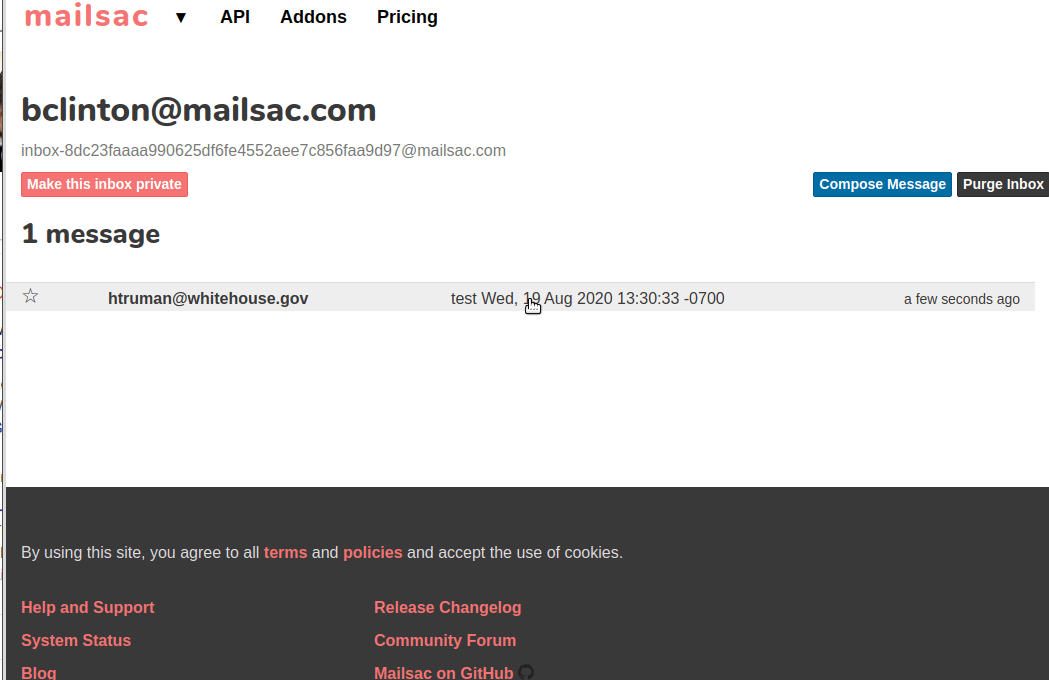 mailsac ▼ API Addons Pricing
bclinton@mailsac.com
inbox-8dc23faaaa990625df6fe4552aee7c856faa9d97@mailsac.com
Make this inbox private Compose Message Purge Inbox
1 message
☆ htruman@whitehouse.gov test Wed, 19 Aug 2020 13:30:33 -0700 a few seconds ago
By using this site, you agree to all terms and policies and accept the use of cookies.
Help and Support Release Changelog
System Status Community Forum
Blog Mailsac on GitHub